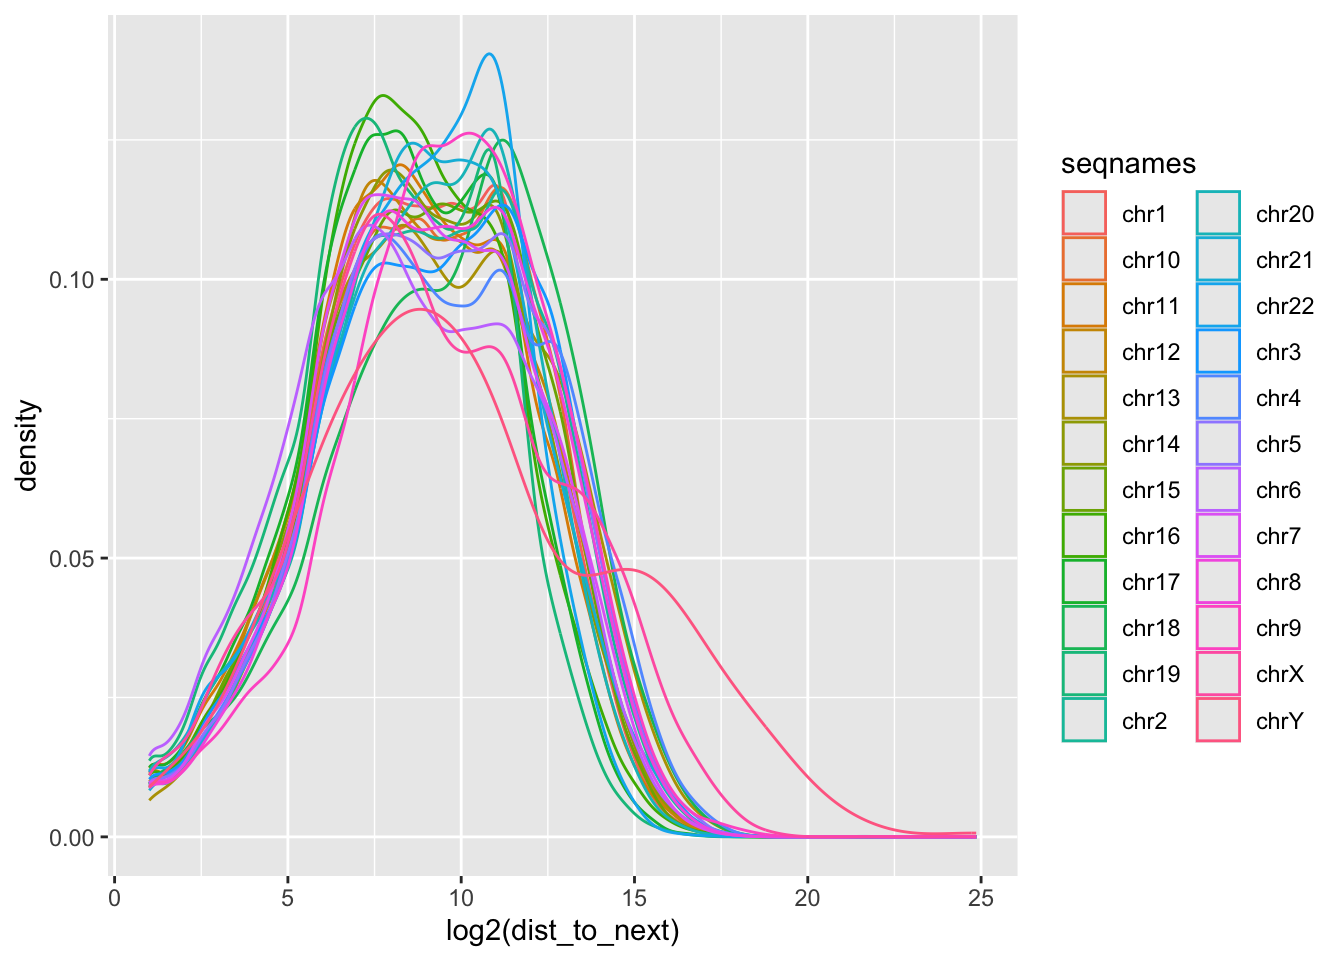 density
0.10
0.05
0.00
0 5 10 15 20 25
log2(dist_to_next)
seqnames
chr1 chr20
chr10 chr21
chr11 chr22
chr12 chr3
chr13 chr4
chr14 chr5
chr15 chr6
chr16 chr7
chr17 chr8
chr18 chr9
chr19 chrX
chr2 chrY